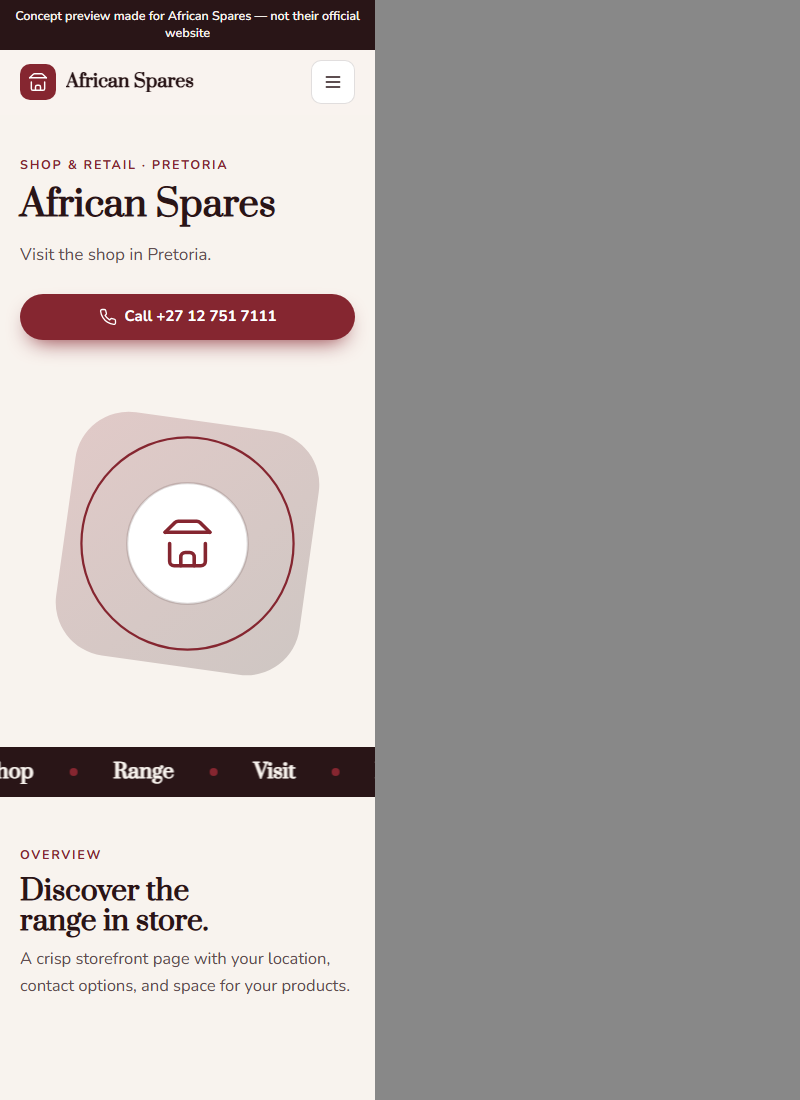 Concept preview made for African Spares — not their official
website
African Spares
SHOP & RETAIL · PRETORIA
African Spares
Visit the shop in Pretoria.
Call +27 12 751 7111
hop • Range • Visit •
OVERVIEW
Discover the
range in store.
A crisp storefront page with your location,
contact options, and space for your products.